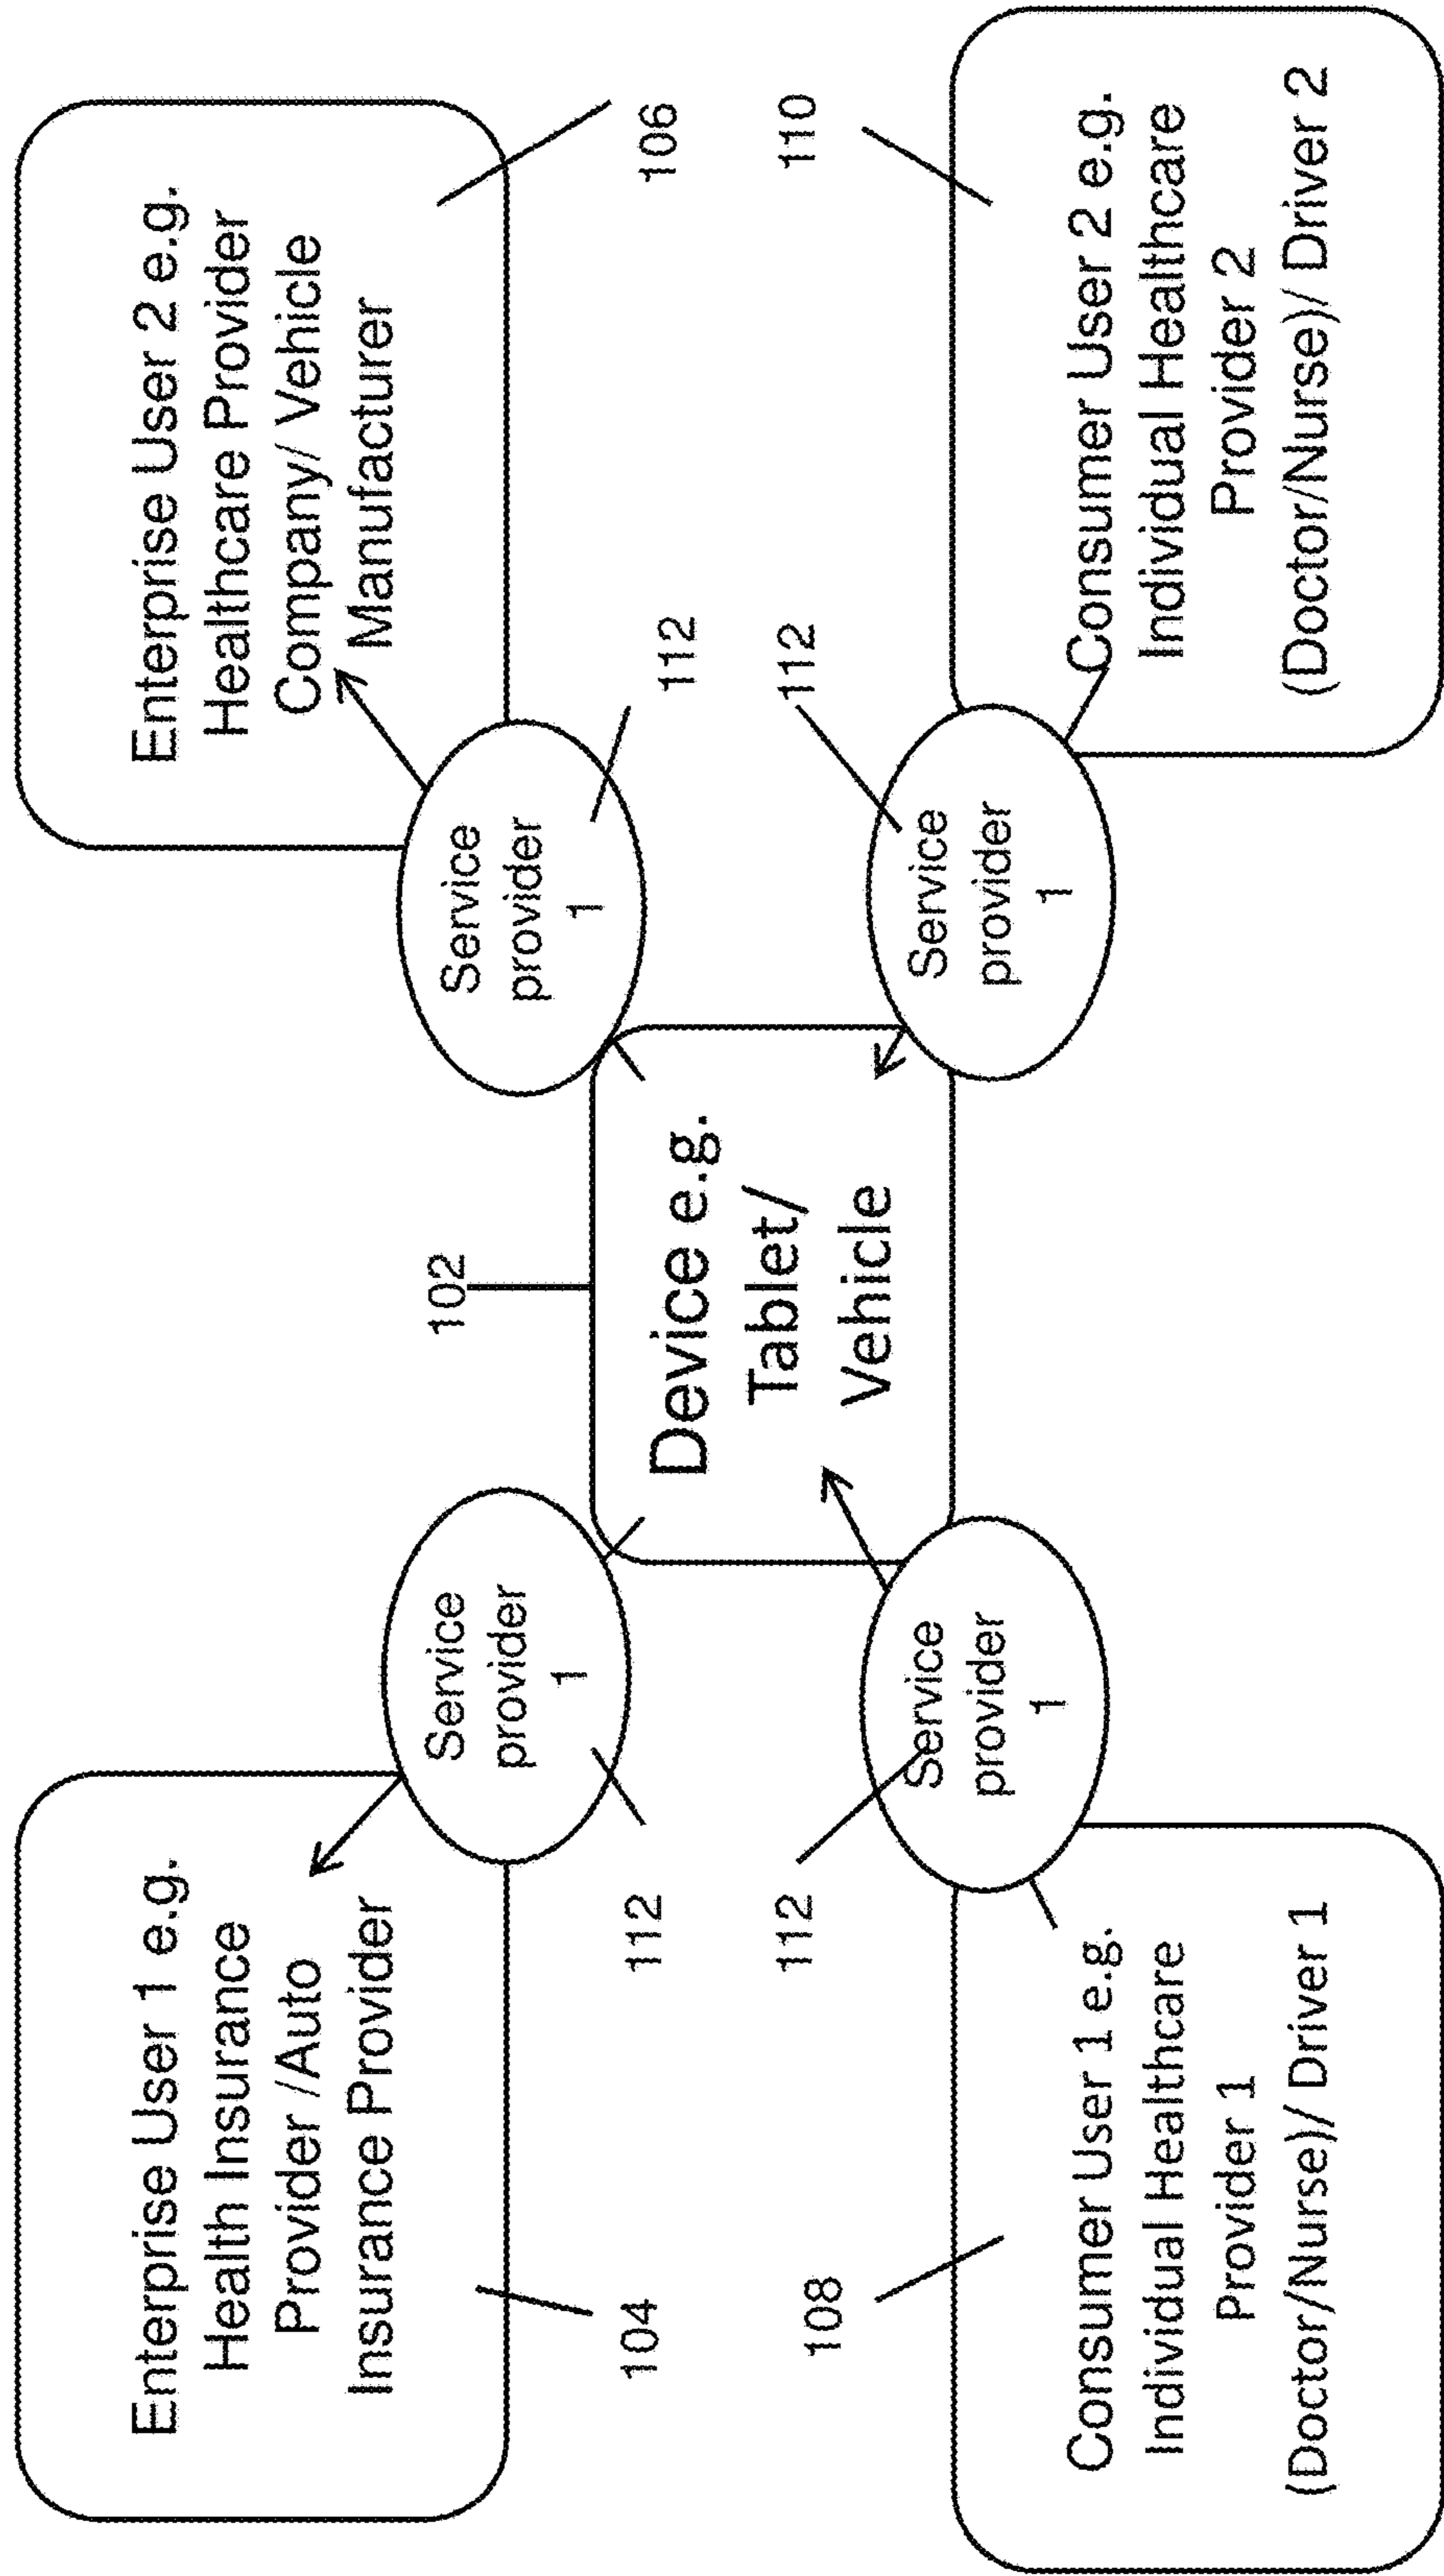 Enterprise User 1 e.g.
Health Insurance
Provider /Auto
Insurance Provider
104
Enterprise User 2 e.g.
Healthcare Provider
Company/ Vehicle
Manufacturer
106
Service
provider
1
112
Service
provider
1
112
102
Device e.g.
Tablet/
Vehicle
Service
provider
1
112
Service
provider
1
112
108
Consumer User 1 e.g.
Individual Healthcare
Provider 1
(Doctor/Nurse)/ Driver 1
110
Consumer User 2 e.g.
Individual Healthcare
Provider 2
(Doctor/Nurse)/ Driver 2